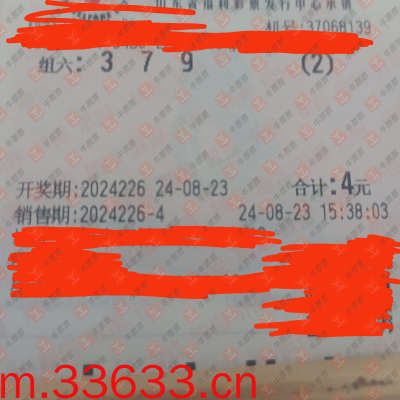 山东省福利彩票发行中心承销
机号:37068139
组六: 3 7 9 (2)
开奖期:2024226 24-08-23 合计:4元
销售期:2024226-4 24-08-23 15:38:03
m.33633.cn